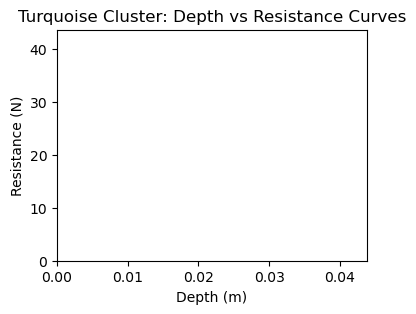 Turquoise Cluster: Depth vs Resistance Curves
40
30
20
10
0
Resistance (N)
0.00 0.01 0.02 0.03 0.04
Depth (m)